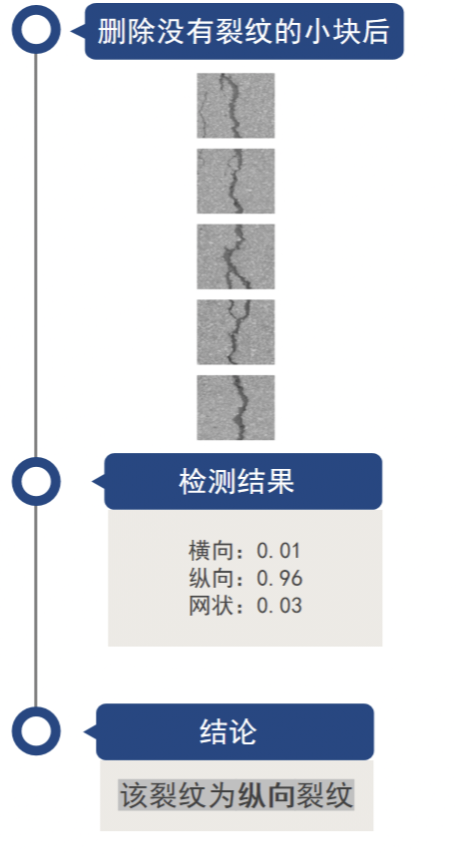 删除没有裂纹的小块后
检测结果
横向：0.01
纵向：0.96
网状：0.03
结论
该裂纹为纵向裂纹